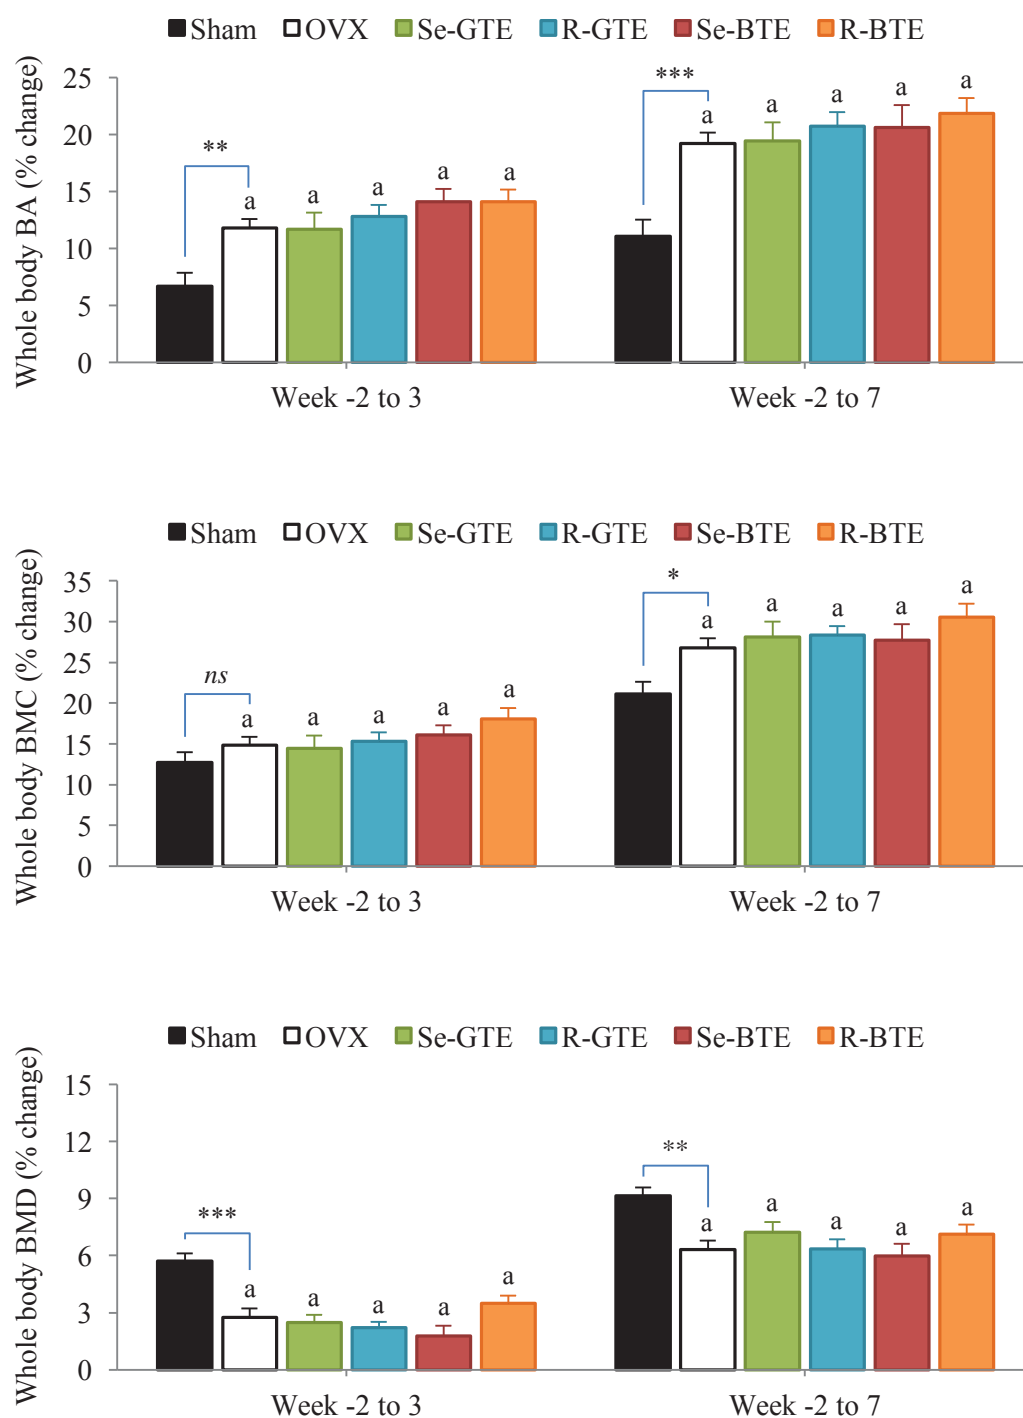 Sham OVX Se-GTE R-GTE Se-BTE R-BTE
Whole body BA (% change)
25
20
15
10
5
0
** a a a a a
*** a a a a a
Week -2 to 3 Week -2 to 7
Sham OVX Se-GTE R-GTE Se-BTE R-BTE
Whole body BMC (% change)
35
30
25
20
15
10
5
0
ns a a a a a
* a a a a a
Week -2 to 3 Week -2 to 7
Sham OVX Se-GTE R-GTE Se-BTE R-BTE
Whole body BMD (% change)
15
12
9
6
3
0
*** a a a a a
** a a a a a
Week -2 to 3 Week -2 to 7